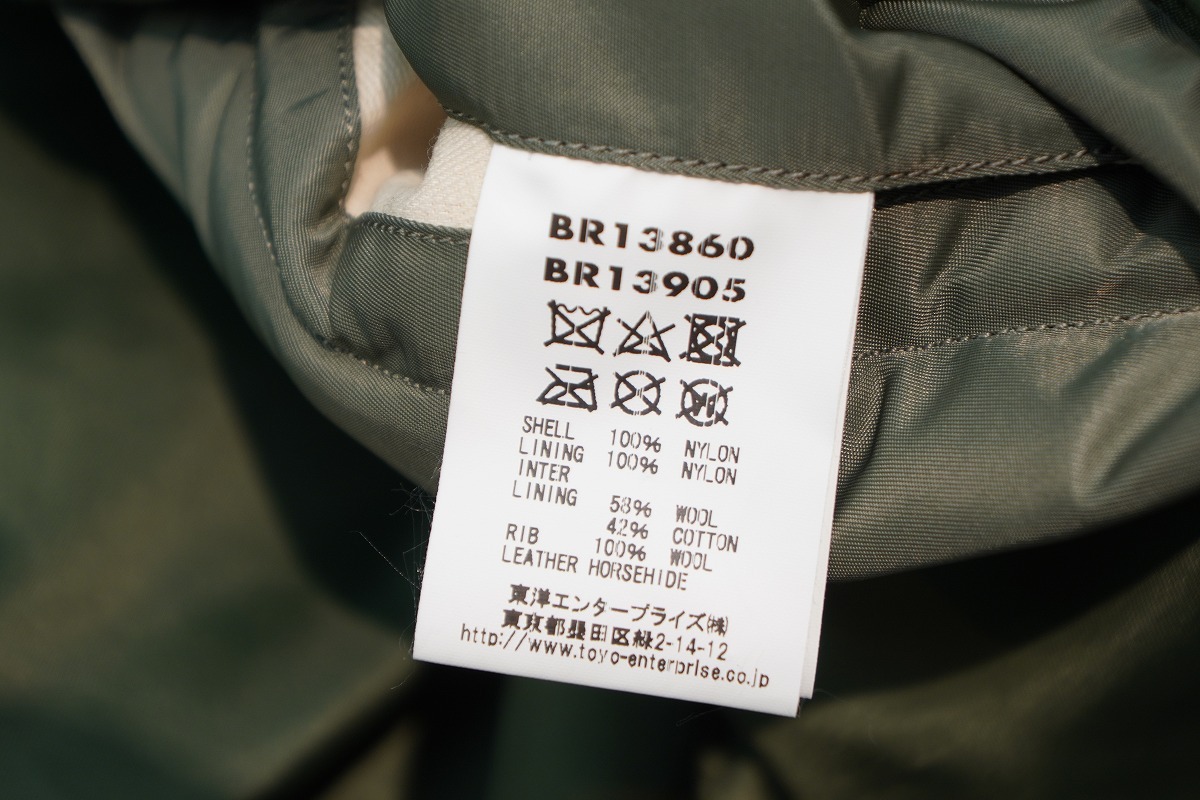 BR13860
BR13905
SHELL 100% NYLON
LINING 100% NYLON
INTER
LINING 58% WOOL
42% COTTON
RIB 100% WOOL
LEATHER HORSEHIDE
東洋エンタープライズ㈱
東京都墨田区緑2-14-12
http://www.toyo-enterprise.co.jp